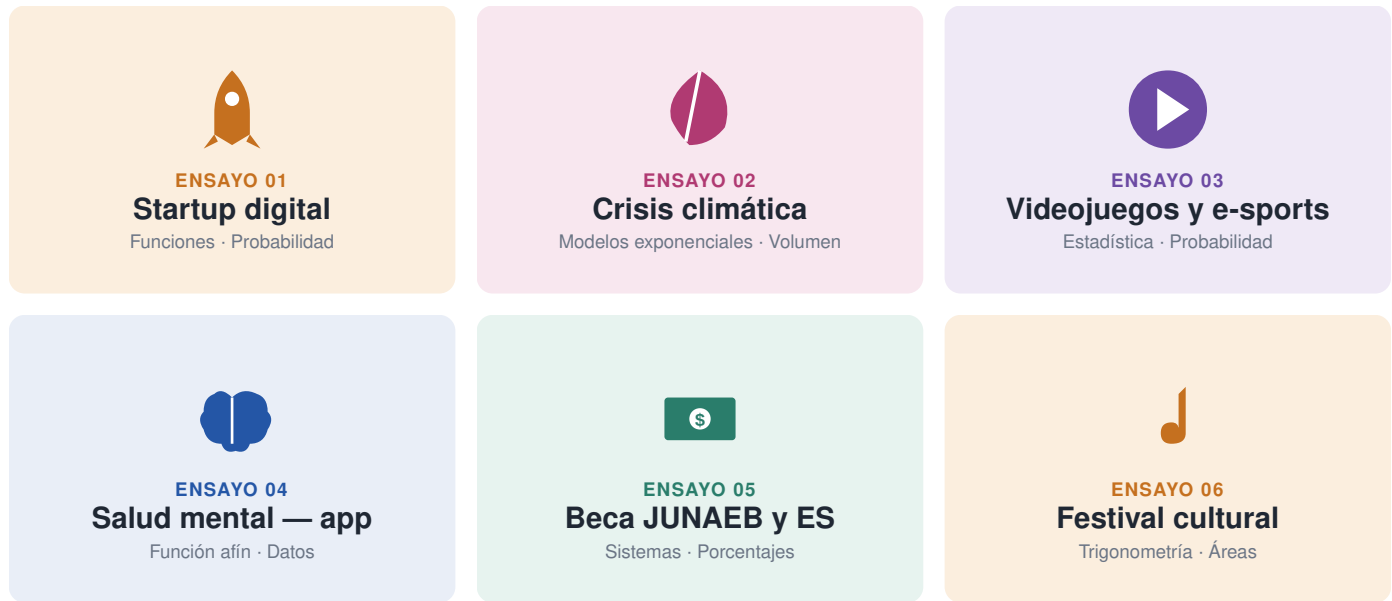 ENSAYO 01
Startup digital
Funciones · Probabilidad
ENSAYO 02
Crisis climática
Modelos exponenciales · Volumen
ENSAYO 03
Videojuegos y e-sports
Estadística · Probabilidad
ENSAYO 04
Salud mental — app
Función afín · Datos
$
ENSAYO 05
Beca JUNAEB y ES
Sistemas · Porcentajes
ENSAYO 06
Festival cultural
Trigonometría · Áreas